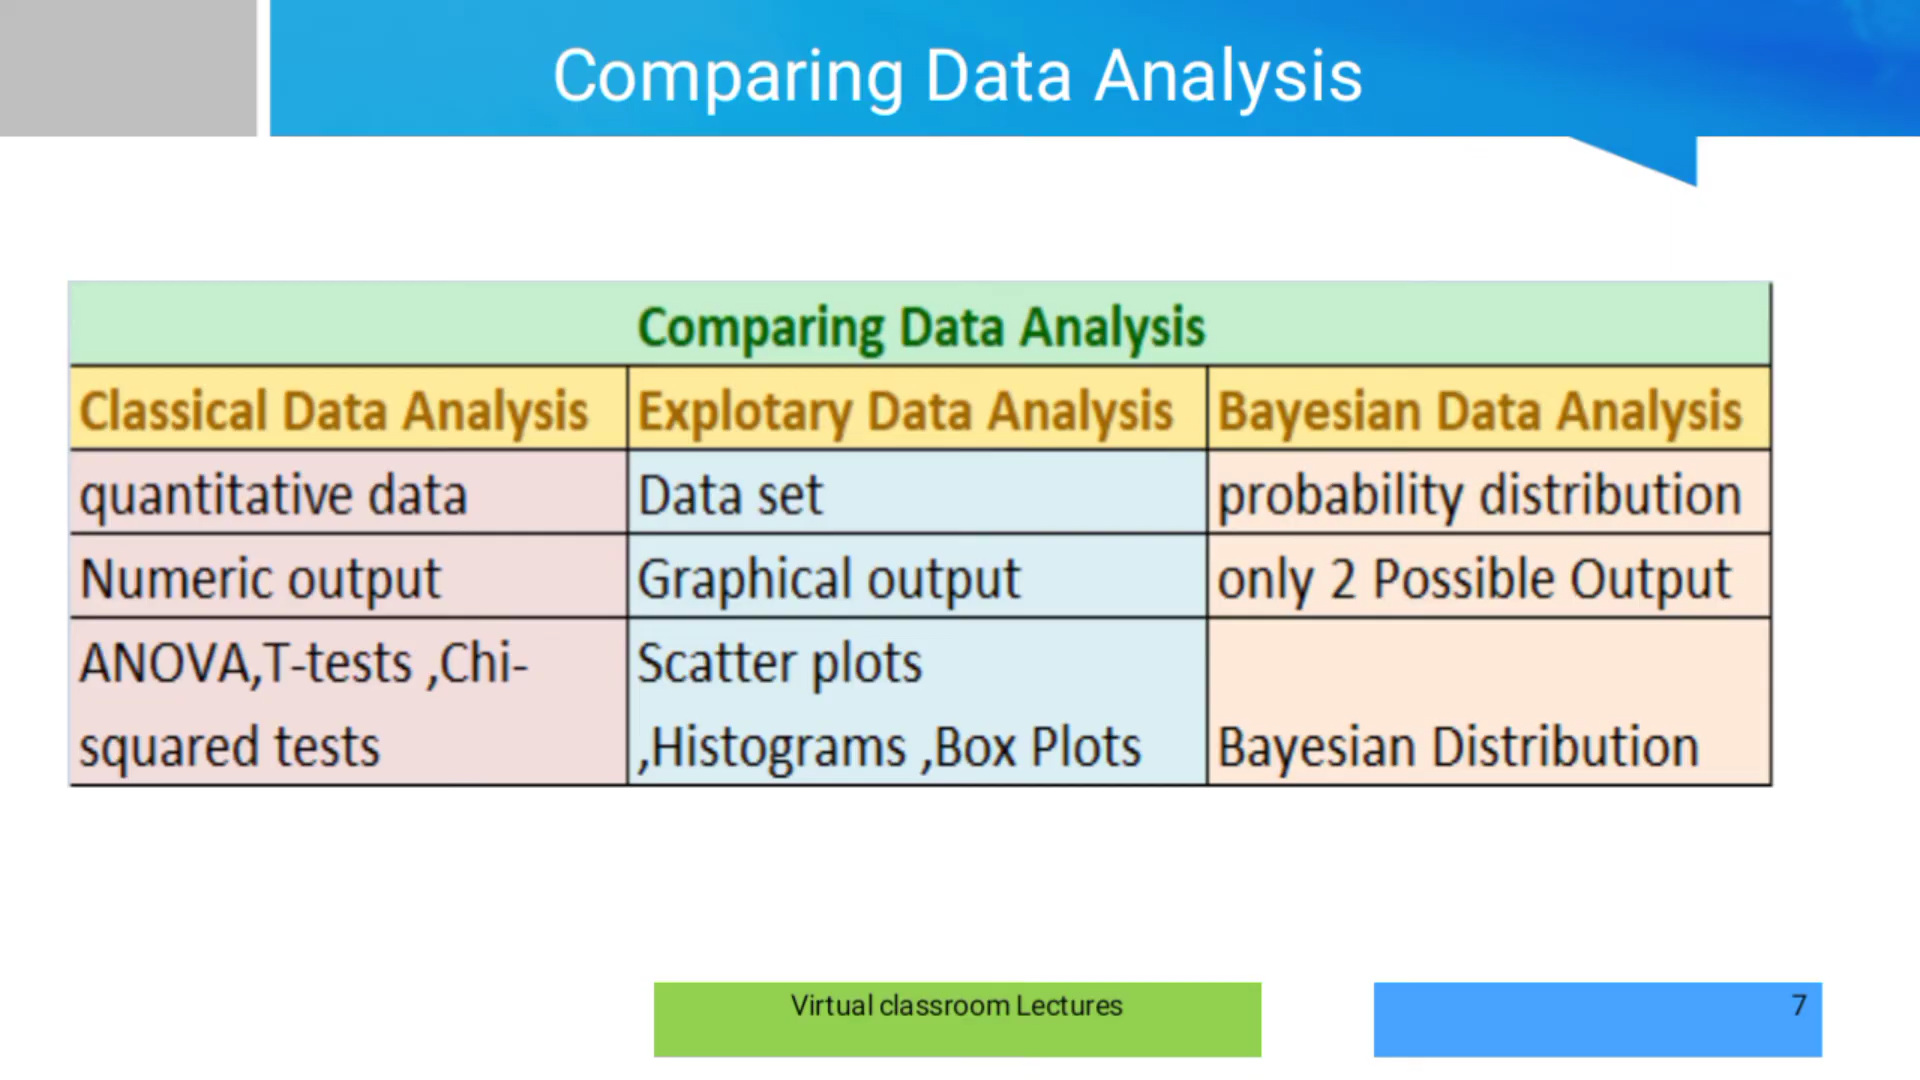 Comparing Data Analysis
Comparing Data Analysis
Classical Data Analysis
Explotary Data Analysis
Bayesian Data Analysis
quantitative data
Data set
probability distribution
Numeric output
Graphical output
only 2 Possible Output
ANOVA,T-tests ,Chi-
squared tests
Scatter plots
,Histograms ,Box Plots
Bayesian Distribution
Virtual classroom Lectures
7